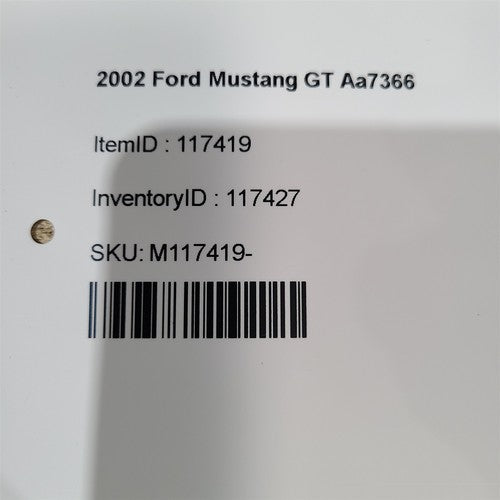 2002 Ford Mustang GT Aa7366
ItemID : 117419
InventoryID : 117427
SKU: M117419-